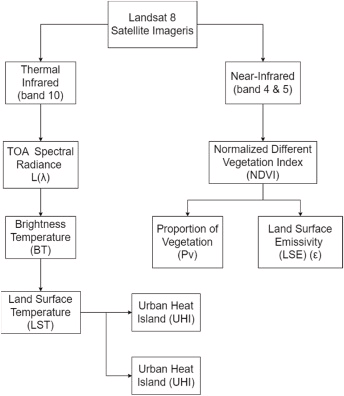 Landsat 8
Satellite Imageris
Thermal
Infrared
(band 10)
Near-Infrared
(band 4 & 5)
TOA Spectral
Radiance
L(λ)
Normalized Different
Vegetation Index
(NDVI)
Brightness
Temperature
(BT)
Proportion of
Vegetation
(Pv)
Land Surface
Emissivity
(LSE) (ε)
Land Surface
Temperature
(LST)
Urban Heat
Island (UHI)
Urban Heat
Island (UHI)